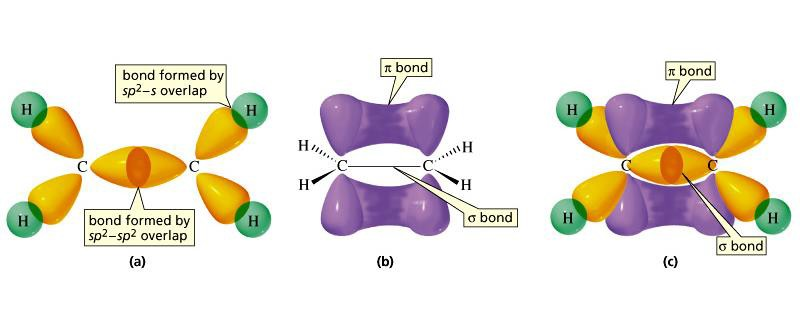 bond formed by
sp²–s overlap
H
H
C
C
H
H
bond formed by
sp²–sp² overlap
(a)
π bond
H
H
C
C
H
H
σ bond
(b)
π bond
H
H
C
C
H
H
σ bond
(c)